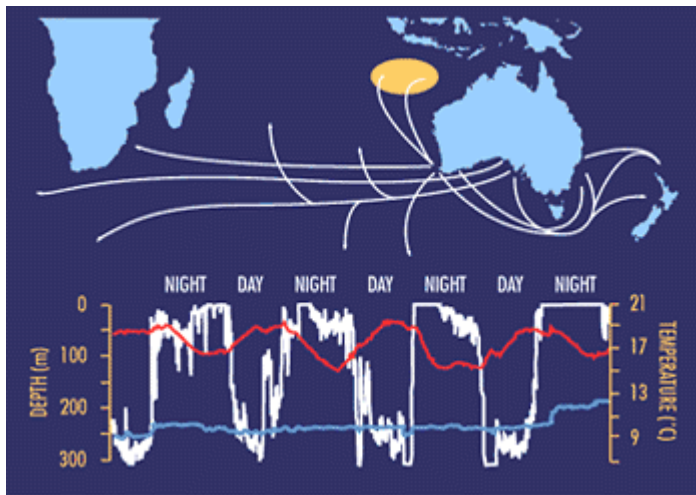 NIGHT DAY NIGHT DAY NIGHT DAY NIGHT
0
100
200
300
DEPTH (m)
21
17
13
9
TEMPERATURE (°C)